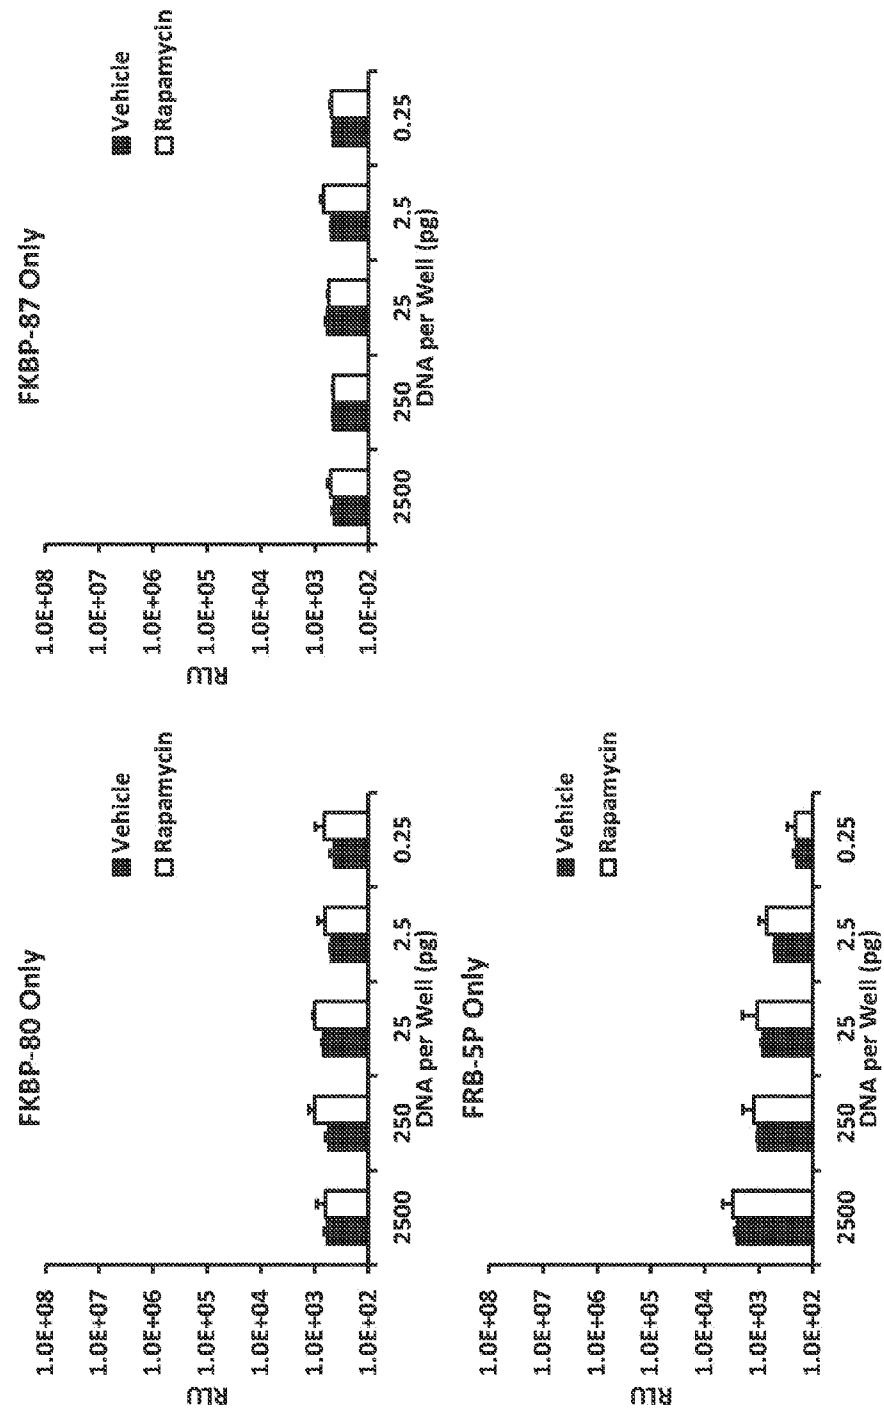 FKBP-80 Only
1.0E+08
1.0E+07
1.0E+06
1.0E+05
1.0E+04
1.0E+03
1.0E+02
RLU
Vehicle
Rapamycin
2500 250 25 2.5 0.25
DNA per Well (pg)
FKBP-87 Only
1.0E+08
1.0E+07
1.0E+06
1.0E+05
1.0E+04
1.0E+03
1.0E+02
RLU
Vehicle
Rapamycin
2500 250 25 2.5 0.25
DNA per Well (pg)
FRB-5P Only
1.0E+08
1.0E+07
1.0E+06
1.0E+05
1.0E+04
1.0E+03
1.0E+02
RLU
Vehicle
Rapamycin
2500 250 25 2.5 0.25
DNA per Well (pg)